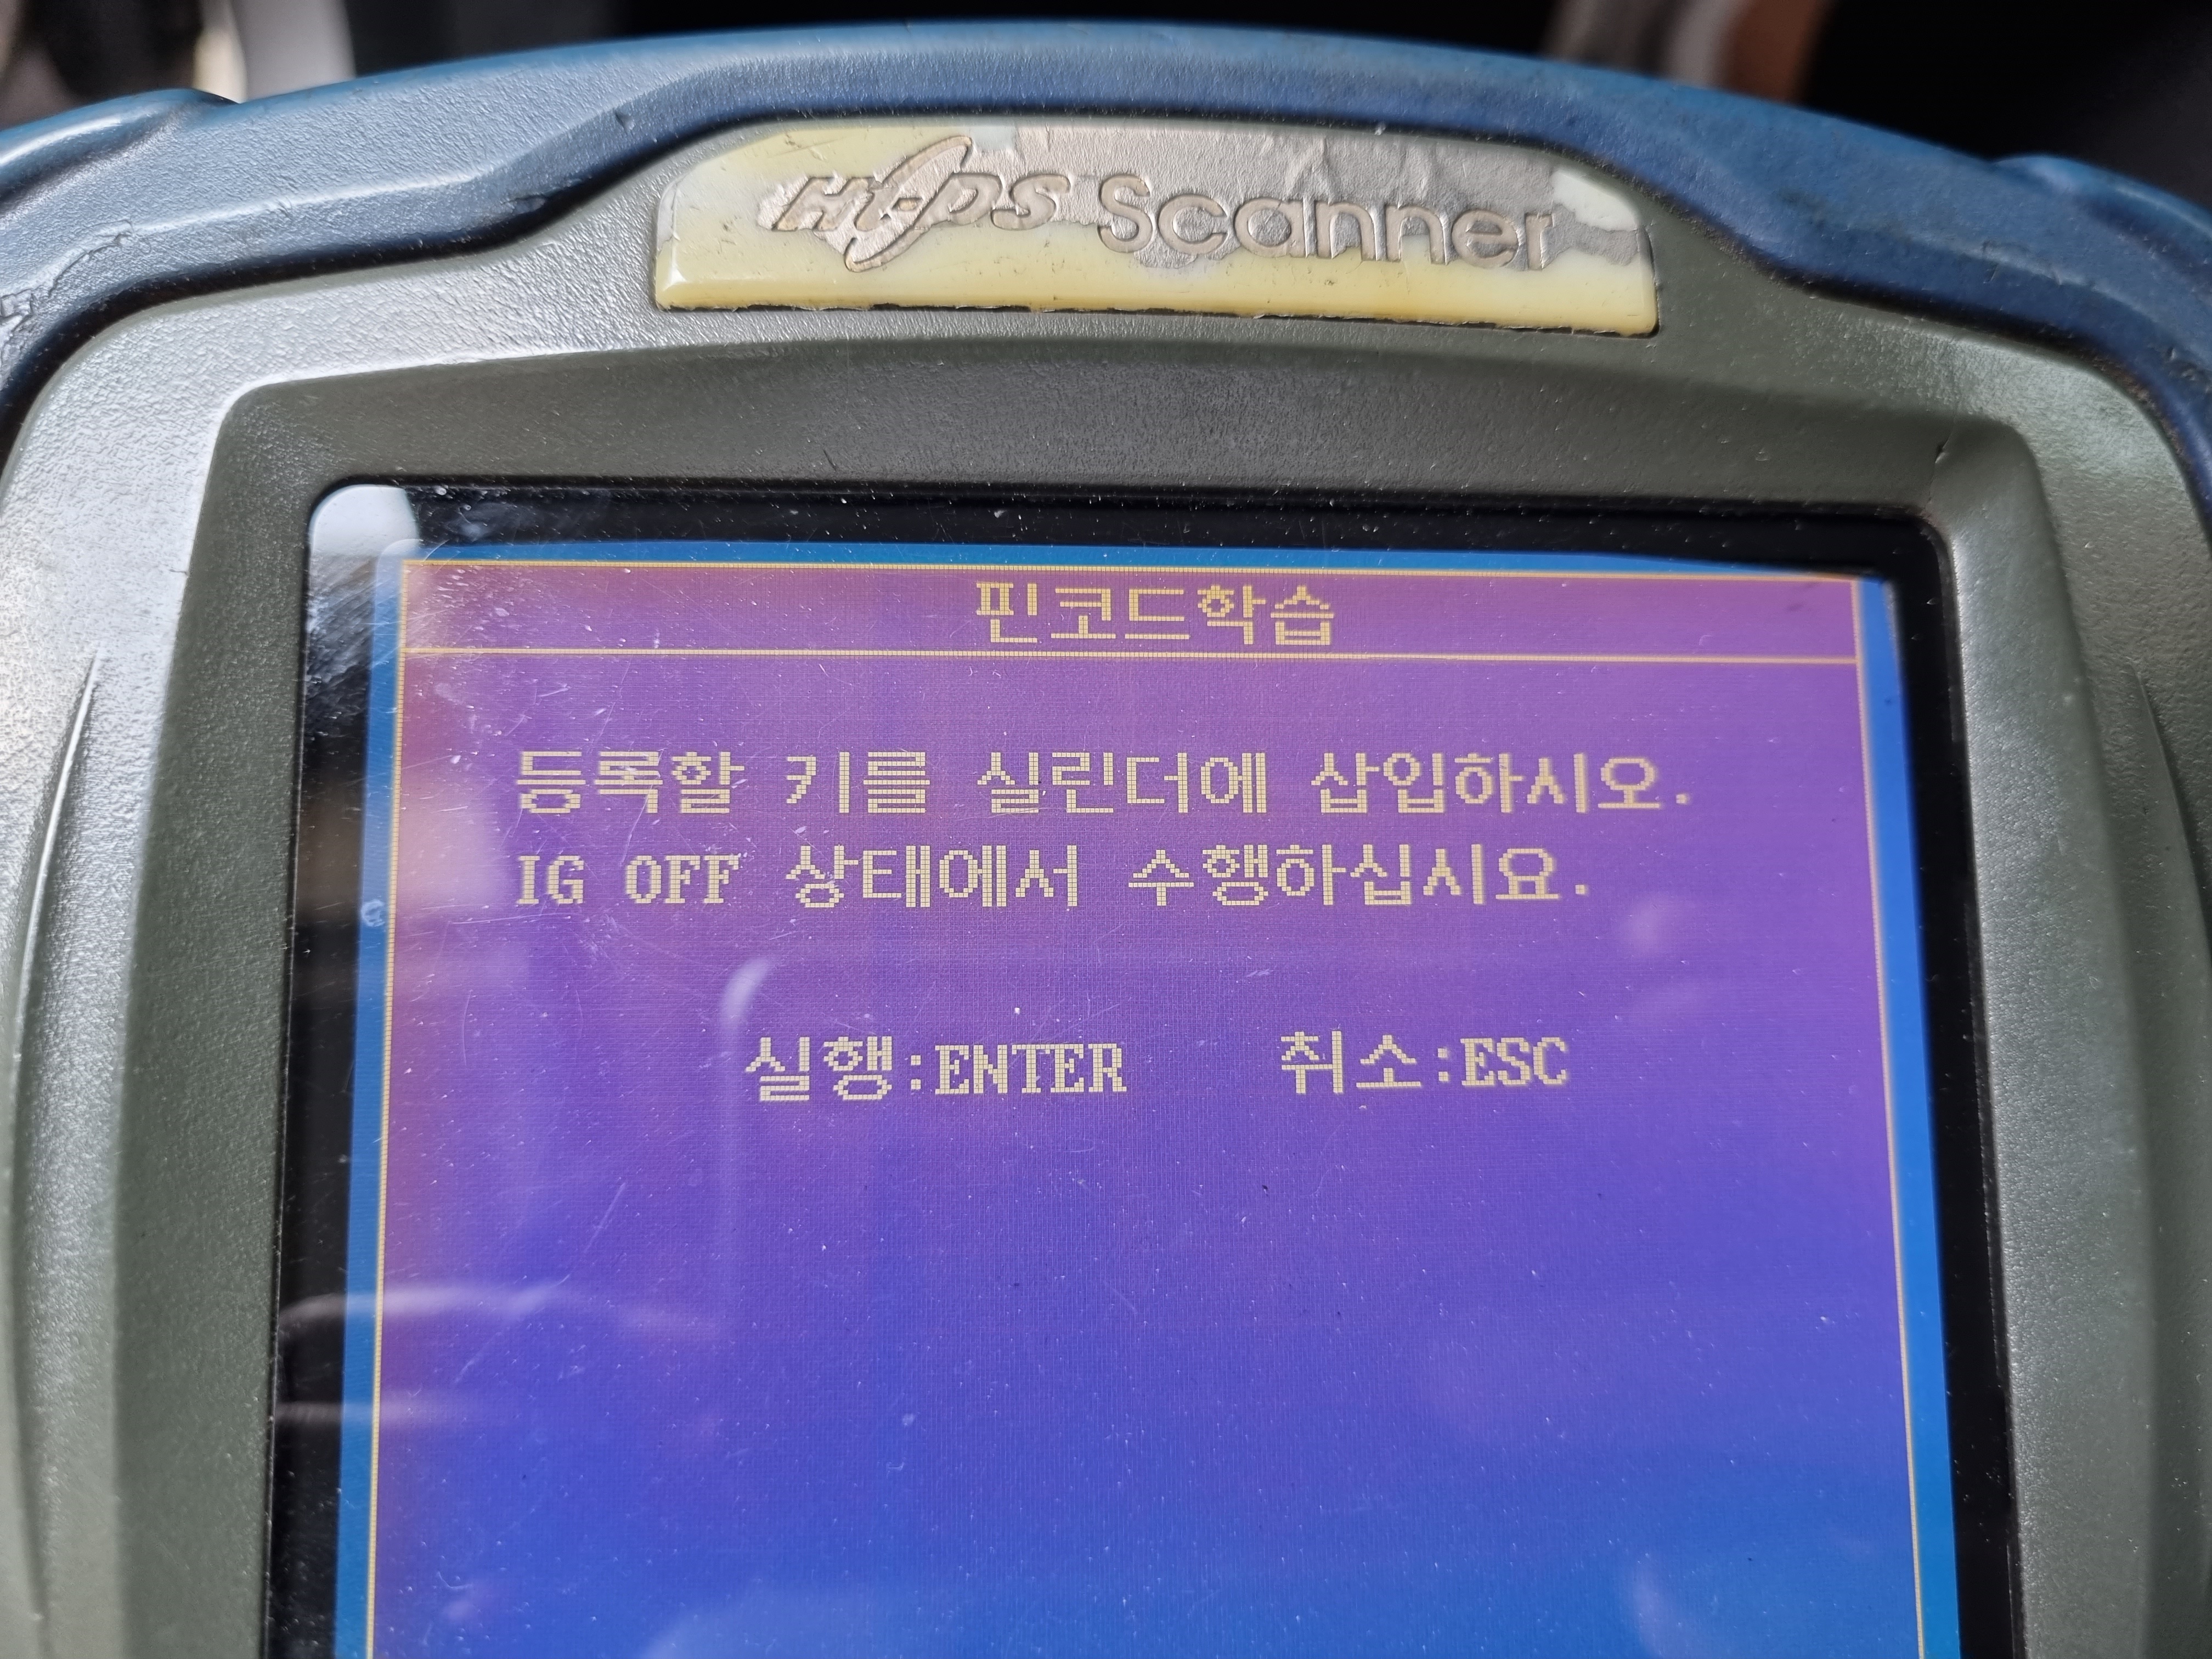 Hi-DS Scanner
핀코드학습
등록할 키를 실린더에 삽입하시오.
IG OFF 상태에서 수행하십시요.
실행:ENTER 취소:ESC